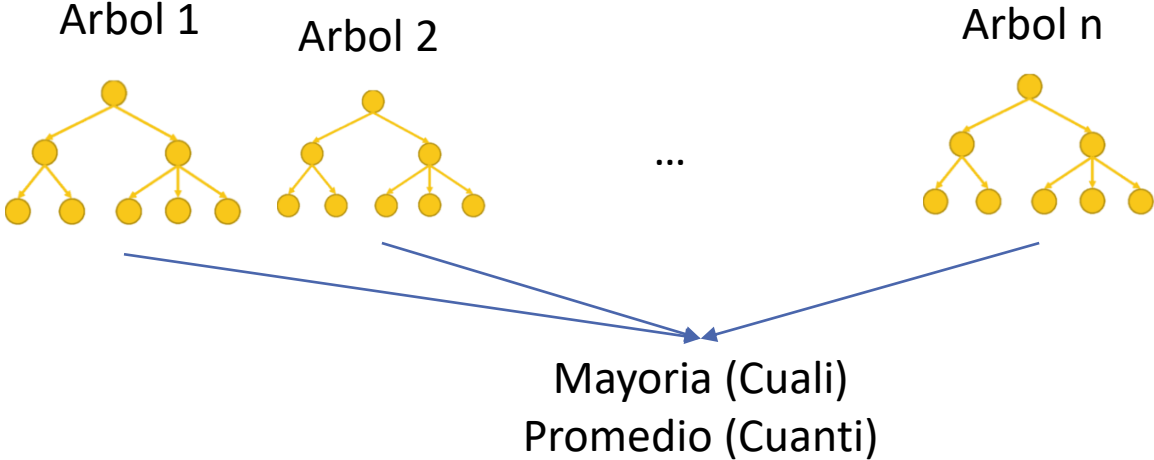 Arbol 1
Arbol 2
Arbol n
...
Mayoria (Cuali)
Promedio (Cuanti)